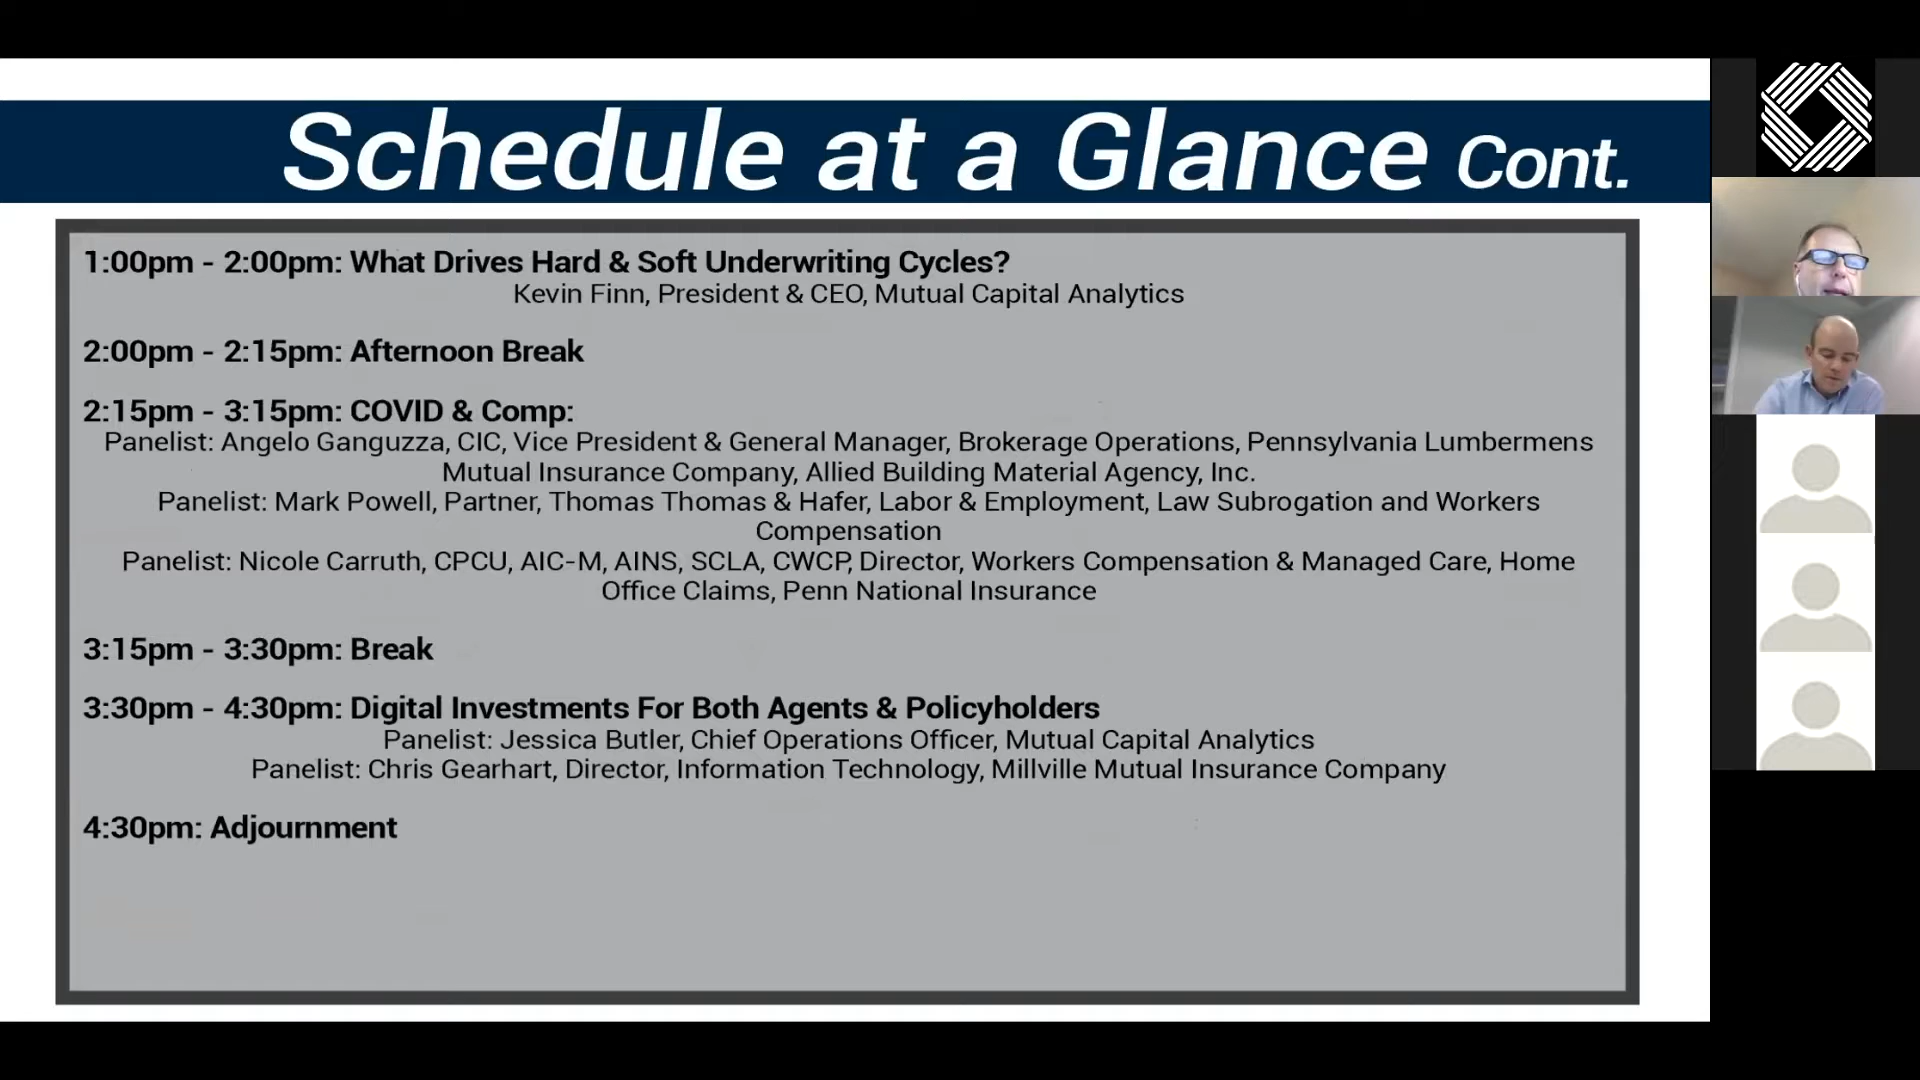 Schedule at a Glance Cont.
1:00pm - 2:00pm: What Drives Hard & Soft Underwriting Cycles?
Kevin Finn, President & CEO, Mutual Capital Analytics
2:00pm - 2:15pm: Afternoon Break
2:15pm - 3:15pm: COVID & Comp:
Panelist: Angelo Ganguzza, CIC, Vice President & General Manager, Brokerage Operations, Pennsylvania Lumbermens
Mutual Insurance Company, Allied Building Material Agency, Inc.
Panelist: Mark Powell, Partner, Thomas Thomas & Hafer, Labor & Employment, Law Subrogation and Workers
Compensation
Panelist: Nicole Carruth, CPCU, AIC-M, AINS, SCLA, CWCP, Director, Workers Compensation & Managed Care, Home
Office Claims, Penn National Insurance
3:15pm - 3:30pm: Break
3:30pm - 4:30pm: Digital Investments For Both Agents & Policyholders
Panelist: Jessica Butler, Chief Operations Officer, Mutual Capital Analytics
Panelist: Chris Gearhart, Director, Information Technology, Millville Mutual Insurance Company
4:30pm: Adjournment